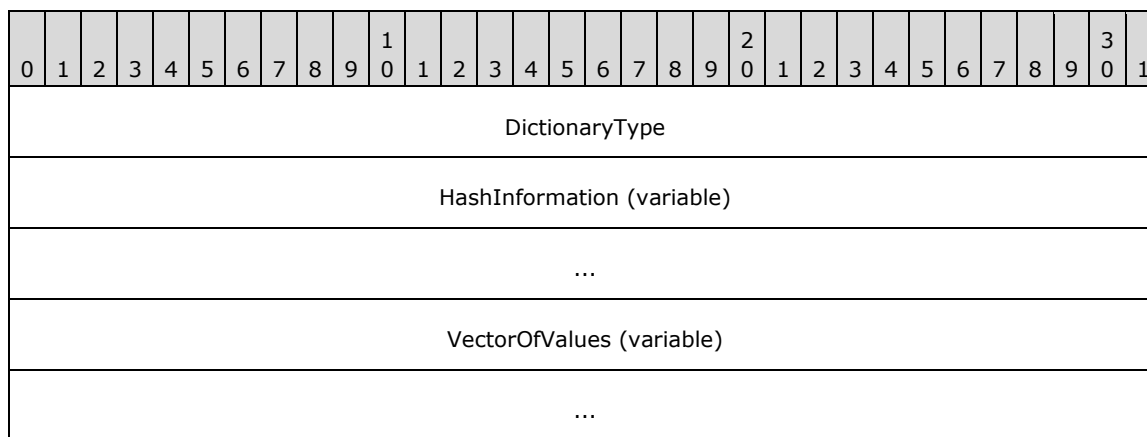 1 2 3
0 1 2 3 4 5 6 7 8 9 0 1 2 3 4 5 6 7 8 9 0 1 2 3 4 5 6 7 8 9 0 1
DictionaryType
HashInformation (variable)
...
VectorOfValues (variable)
...